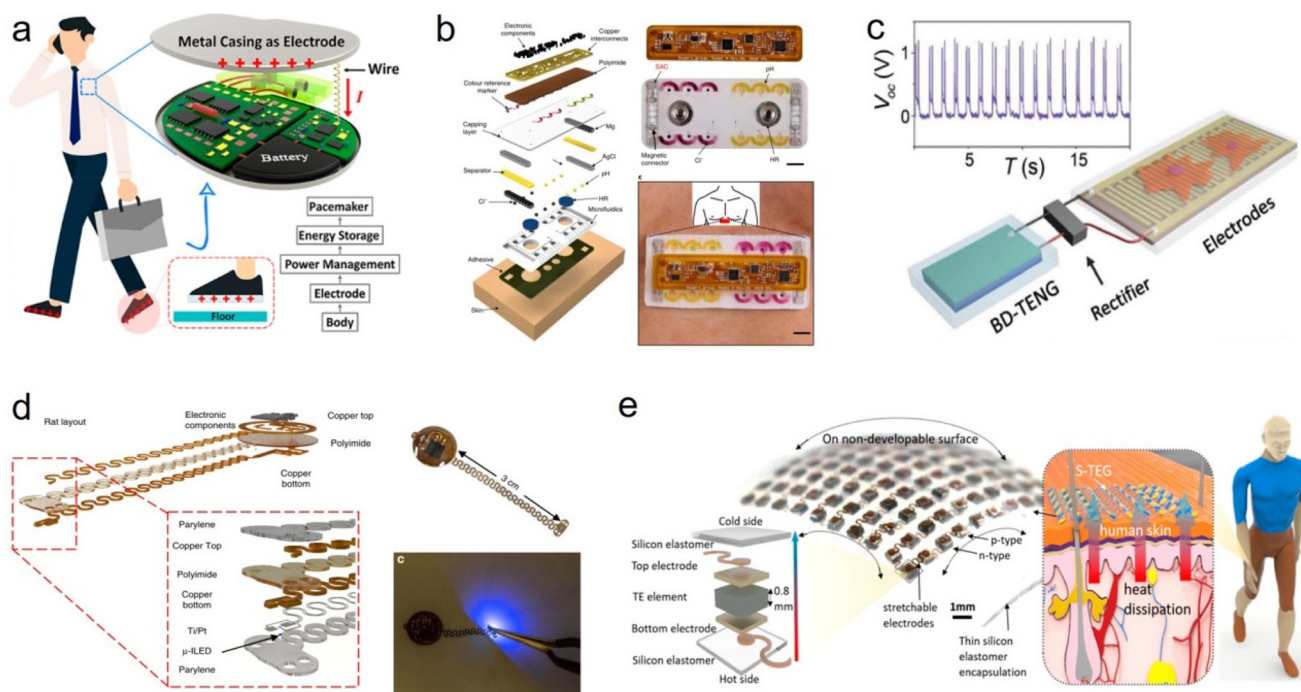 a
Metal Casing as Electrode
Wire
I
Battery
Pacemaker
Energy Storage
Power Management
Electrode
Body
Floor
b
Electronic
components
Copper
interconnects
Polyimide
Colour reference
marker
Capping
layer
Mg
AgCl
Separator
pH
Cl⁻
HR
Microfluidics
Adhesive
Skin
SAC
pH
Magnetic
connector
Cl⁻
HR
c
c
Voc (V)
1
0
5
10
15
T (s)
Electrodes
Rectifier
BD-TENG
d
Rat layout
Electronic
components
Copper top
Polyimide
Copper
bottom
Parylene
Copper Top
Polyimide
Copper
bottom
Ti/Pt
μ-ILED
Parylene
3 cm
c
e
On non-developable surface
Cold side
Silicon elastomer
Top electrode
TE element
Bottom electrode
Silicon elastomer
Hot side
0.8
mm
p-type
n-type
stretchable
electrodes
1mm
Thin silicon
elastomer
encapsulation
S-TEG
human skin
heat
dissipation